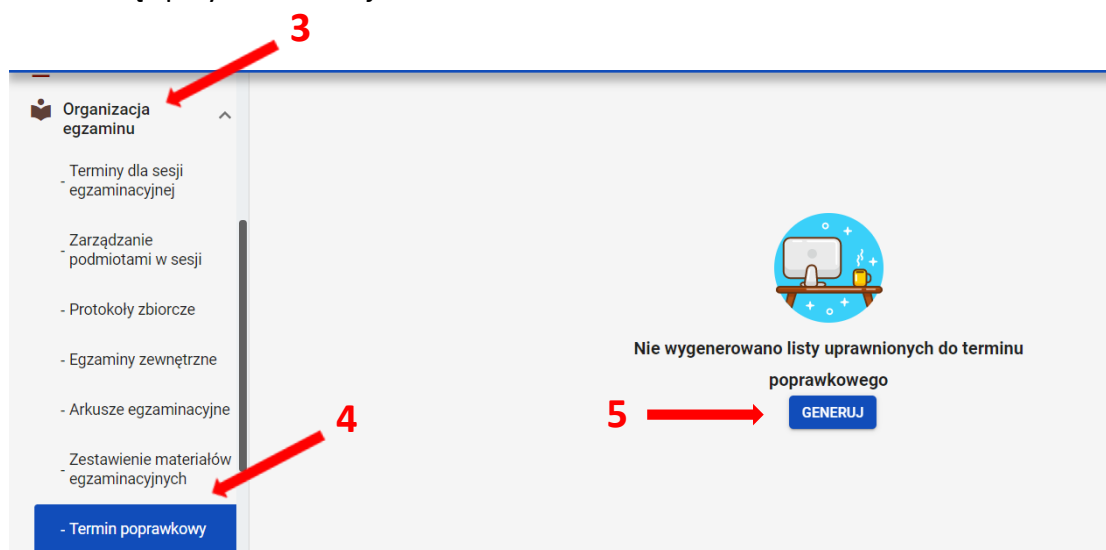 3
Organizacja
egzaminu
- Terminy dla sesji
egzaminacyjnej
- Zarządzanie
podmiotami w sesji
- Protokoły zbiorcze
- Egzaminy zewnętrzne
- Arkusze egzaminacyjne
- Zestawienie materiałów
egzaminacyjnych
4
- Termin poprawkowy
Nie wygenerowano listy uprawnionych do terminu
poprawkowego
5
GENERUJ